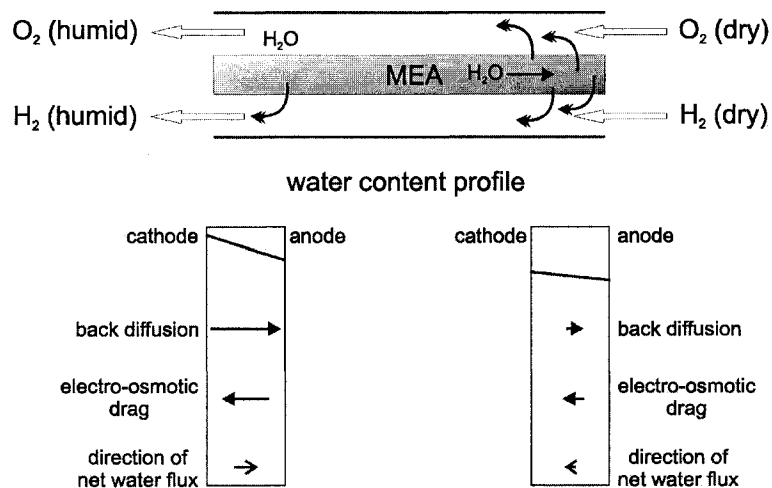 O₂ (humid)
H₂O
O₂ (dry)
MEA
H₂O
H₂ (humid)
H₂ (dry)
water content profile
cathode
anode
back diffusion
electro-osmotic
drag
direction of
net water flux
cathode
anode
back diffusion
electro-osmotic
drag
direction of
net water flux